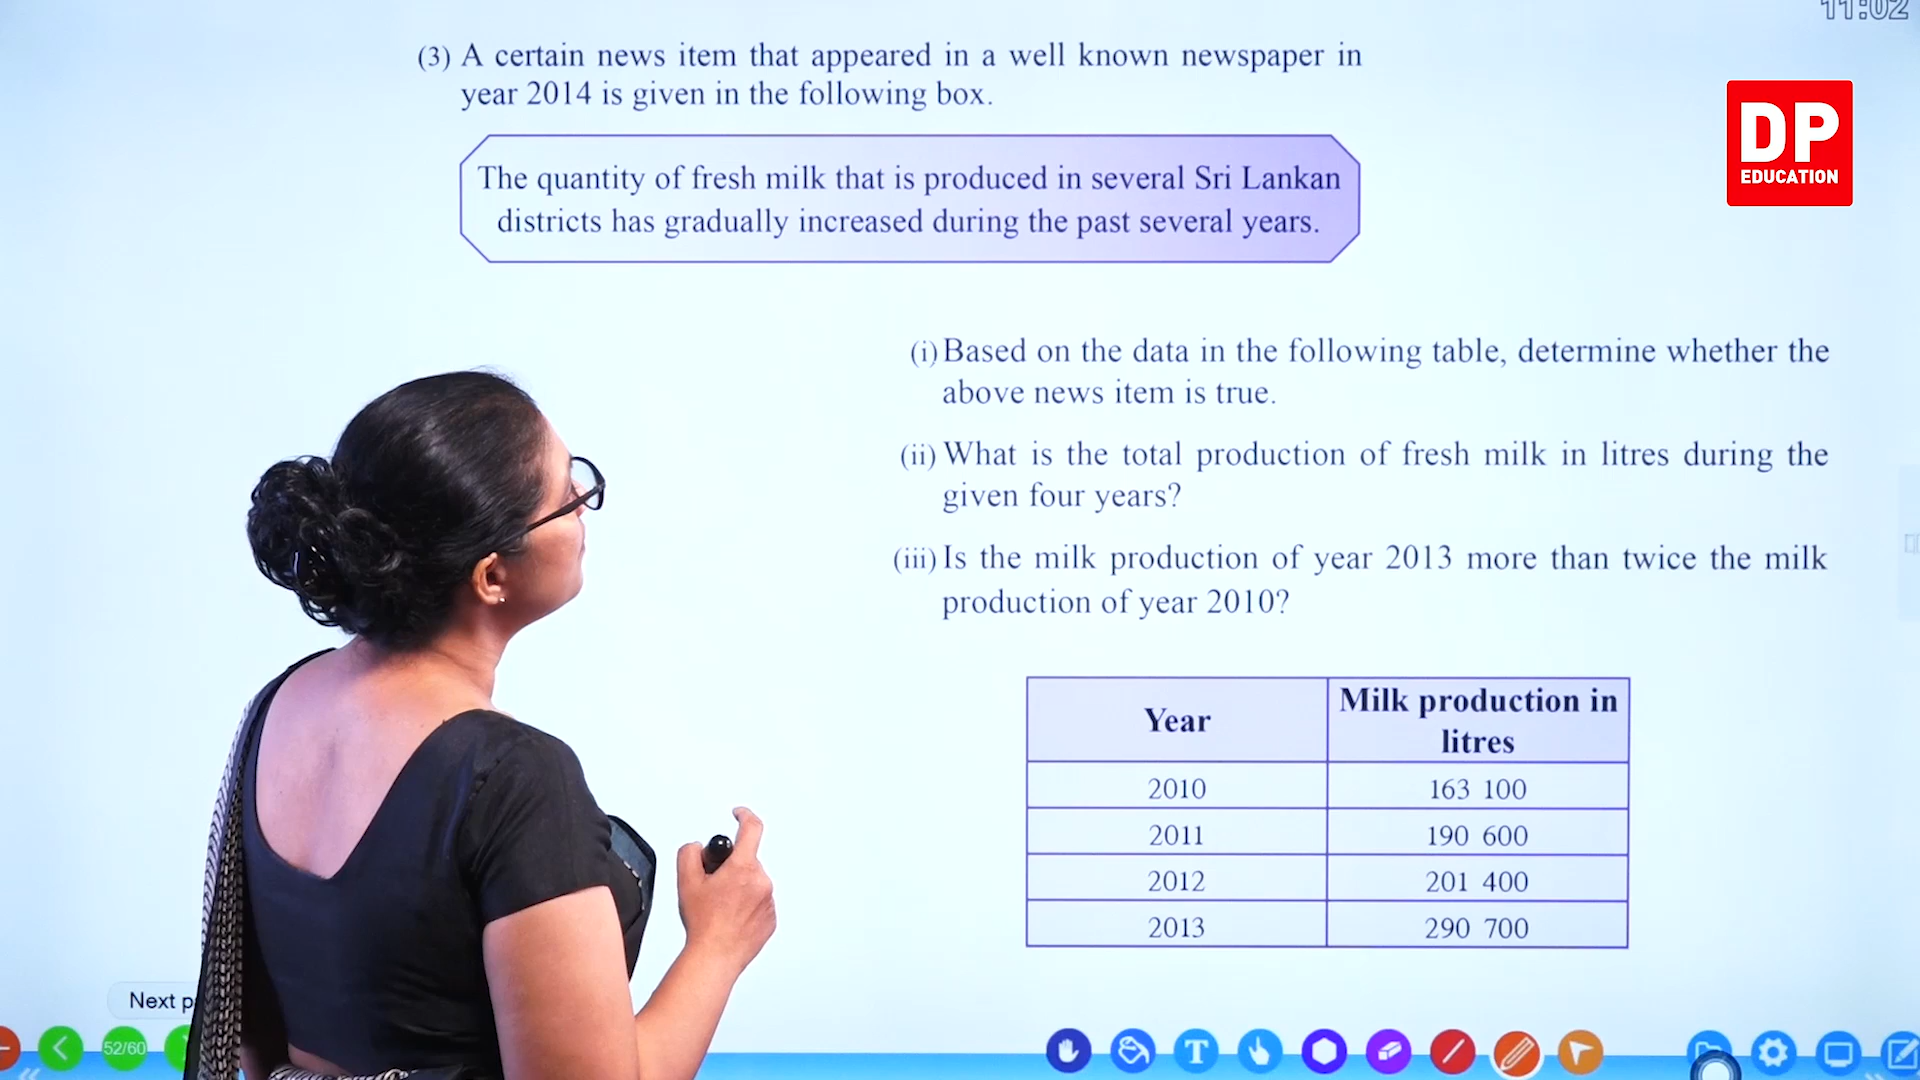 11:02
(3) A certain news item that appeared in a well known newspaper in
year 2014 is given in the following box.
DP
EDUCATION
The quantity of fresh milk that is produced in several Sri Lankan
districts has gradually increased during the past several years.
(i) Based on the data in the following table, determine whether the
above news item is true.
(ii) What is the total production of fresh milk in litres during the
given four years?
(iii) Is the milk production of year 2013 more than twice the milk
production of year 2010?
Year Milk production in
litres
2010 163 100
2011 190 600
2012 201 400
2013 290 700
Next p
52/60
T